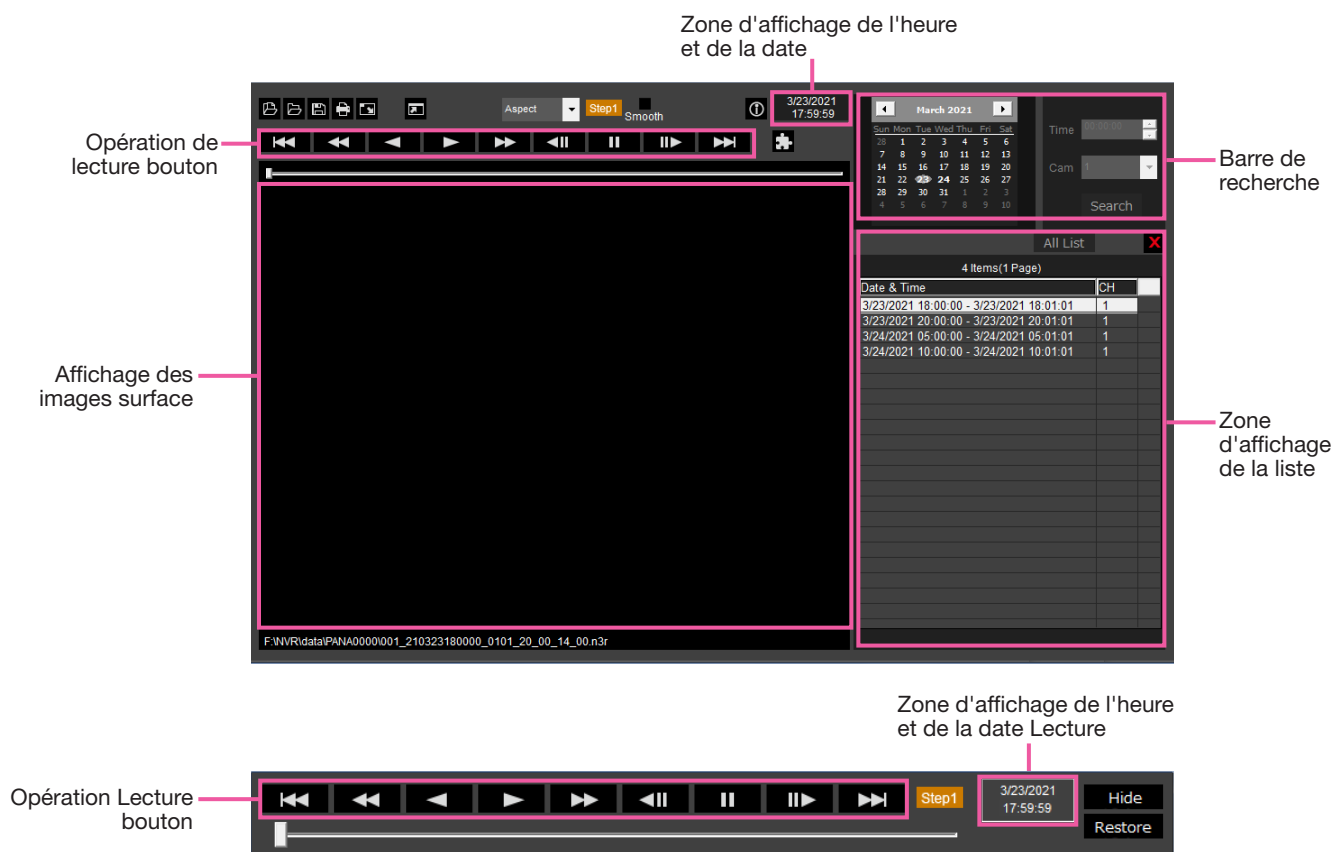 Zone d'affichage de l'heure
et de la date
Opération de
lecture bouton
Aspect
Step1
Smooth
3/23/2021
17:59:59
March 2021
Sun Mon Tue Wed Thu Fri Sat
28 1 2 3 4 5 6
7 8 9 10 11 12 13
14 15 16 17 18 19 20
21 22 23 24 25 26 27
28 29 30 31 1 2 3
4 5 6 7 8 9 10
Time 00:00:00
Cam 1
Search
Barre de
recherche
All List
X
4 Items(1 Page)
Date & Time CH
3/23/2021 18:00:00 - 3/23/2021 18:01:01 1
3/23/2021 20:00:00 - 3/23/2021 20:01:01 1
3/24/2021 05:00:00 - 3/24/2021 05:01:01 1
3/24/2021 10:00:00 - 3/24/2021 10:01:01 1
Affichage des
images surface
Zone
d'affichage
de la liste
F:\NVR\data\PANA0000\001_210323180000_0101_20_00_14_00.n3r
Zone d'affichage de l'heure
et de la date Lecture
Opération Lecture
bouton
Step1
3/23/2021
17:59:59
Hide
Restore